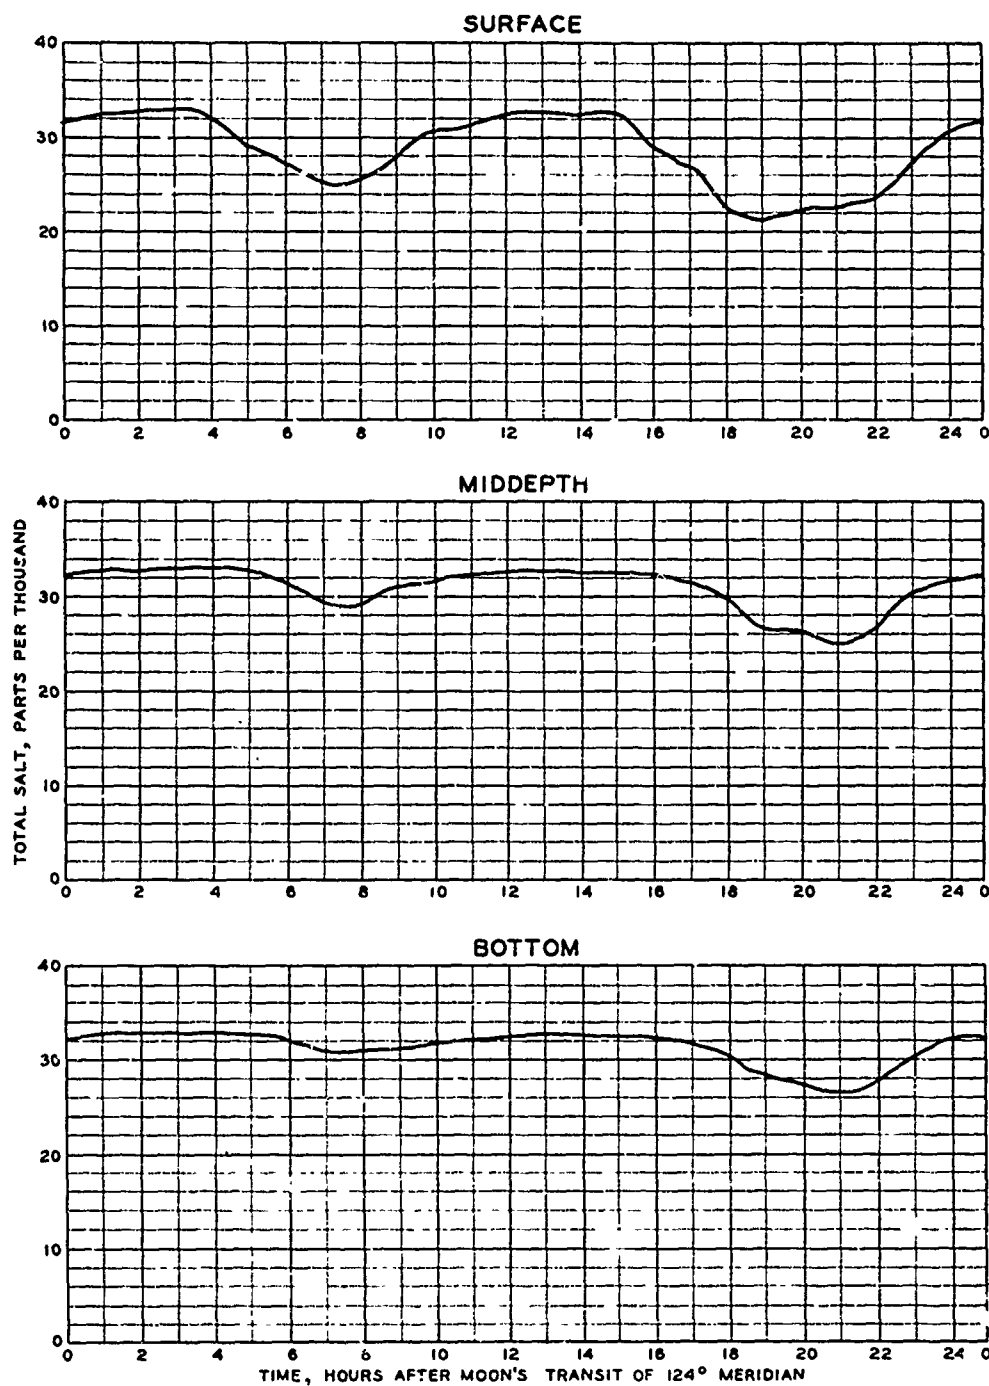 SURFACE
40
30
20
10
0
0 2 4 6 8 10 12 14 16 18 20 22 24 0
MIDDEPTH
TOTAL SALT, PARTS PER THOUSAND
40
30
20
10
0
0 2 4 6 8 10 12 14 16 18 20 22 24 0
BOTTOM
40
30
20
10
0
0 2 4 6 8 10 12 14 16 18 20 22 24 0
TIME, HOURS AFTER MOON'S TRANSIT OF 124° MERIDIAN